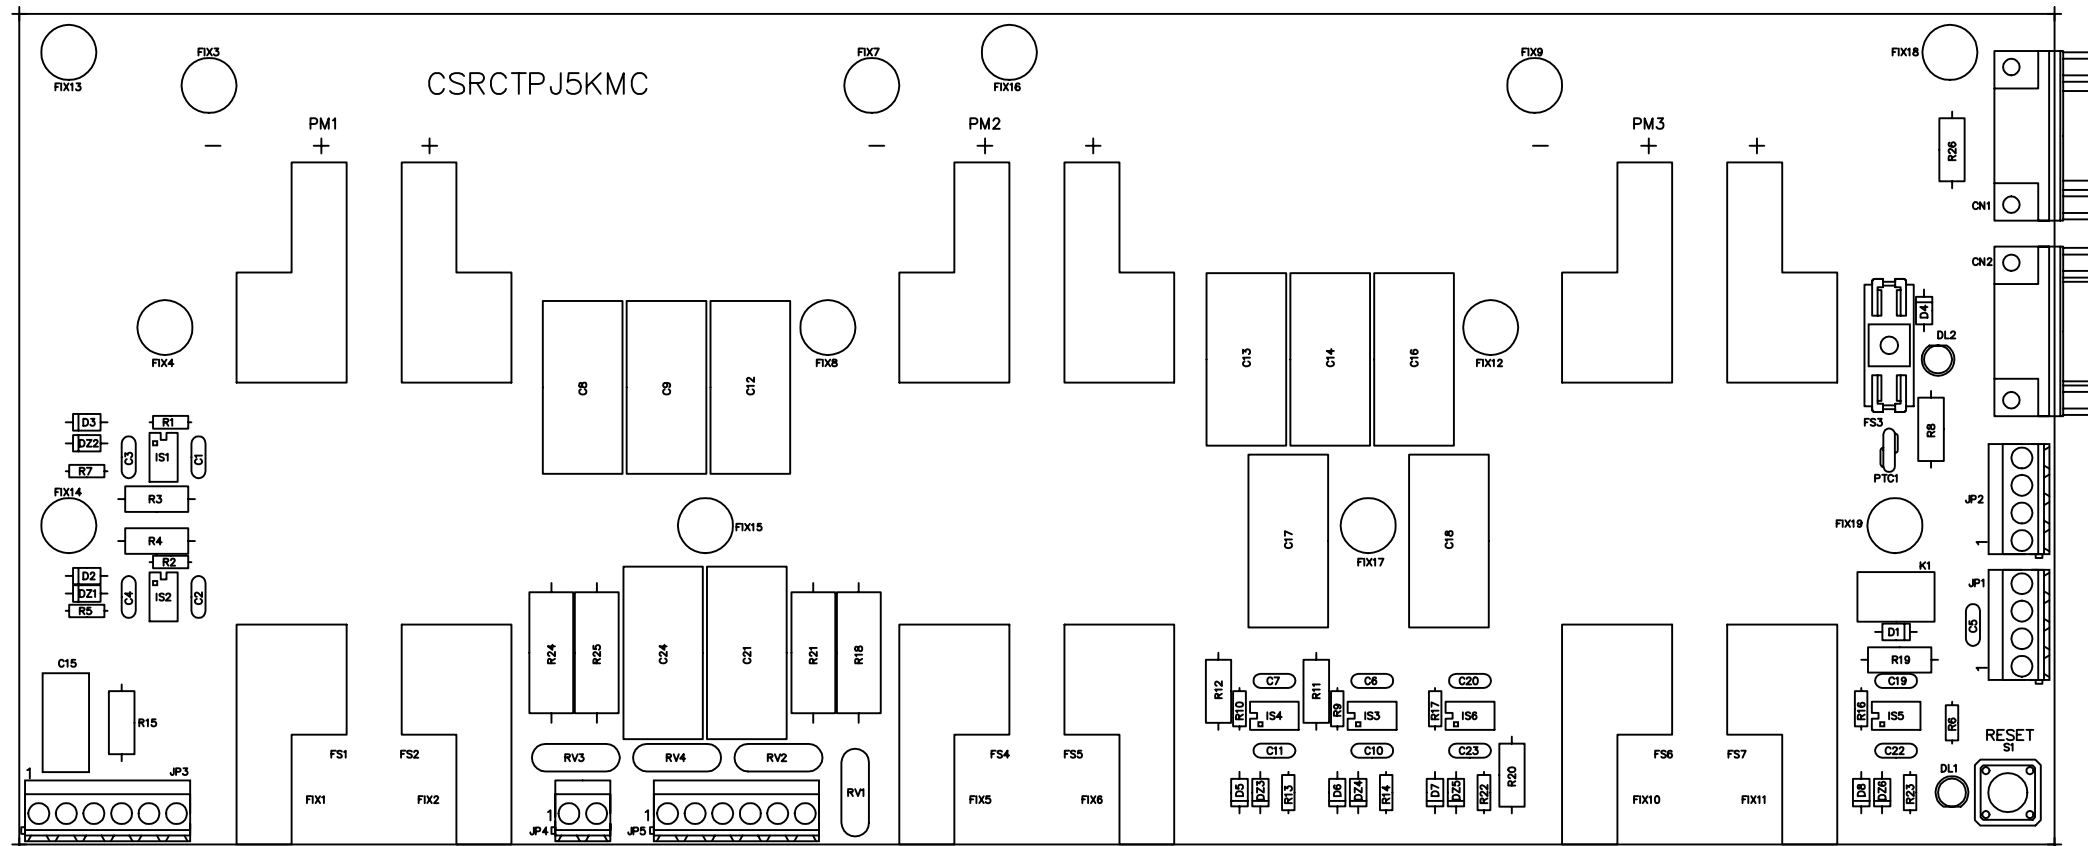 FIX3
FIX7
FIX9
FIX18
FIX13
CSRCTPJ5KMC
FIX16
PM1
PM2
PM3
- + +
- + +
- + +
R26
CN1
CN2
D4
DL2
FIX4
C8
C9
C12
FIX8
C13
C14
C16
FIX12
FS3
R8
D3
R1
DZ2
C3
IS1
C1
R7
PTC1
FIX14
R3
JP2
FIX15
FIX19
R4
C17
C18
1
R2
FIX17
D2
K1
JP1
DZ1
C4
IS2
C2
R5
C5
D1
R24
R25
C24
C21
R21
R18
C15
R19
1
R12
C7
R11
C6
C20
C19
R10
IS4
R9
IS3
R17
IS6
R16
IS5
R6
R15
RESET
S1
FS1
FS2
RV3
RV4
RV2
FS4
FS5
C11
C10
C23
FS6
FS7
C22
1
JP3
R20
DL1
FIX1
FIX2
RV1
FIX5
FIX6
D5
DZ3
R13
D6
DZ4
R14
D7
DZ5
R22
FIX10
FIX11
D8
DZ6
R23
1
JP4
1
JP5